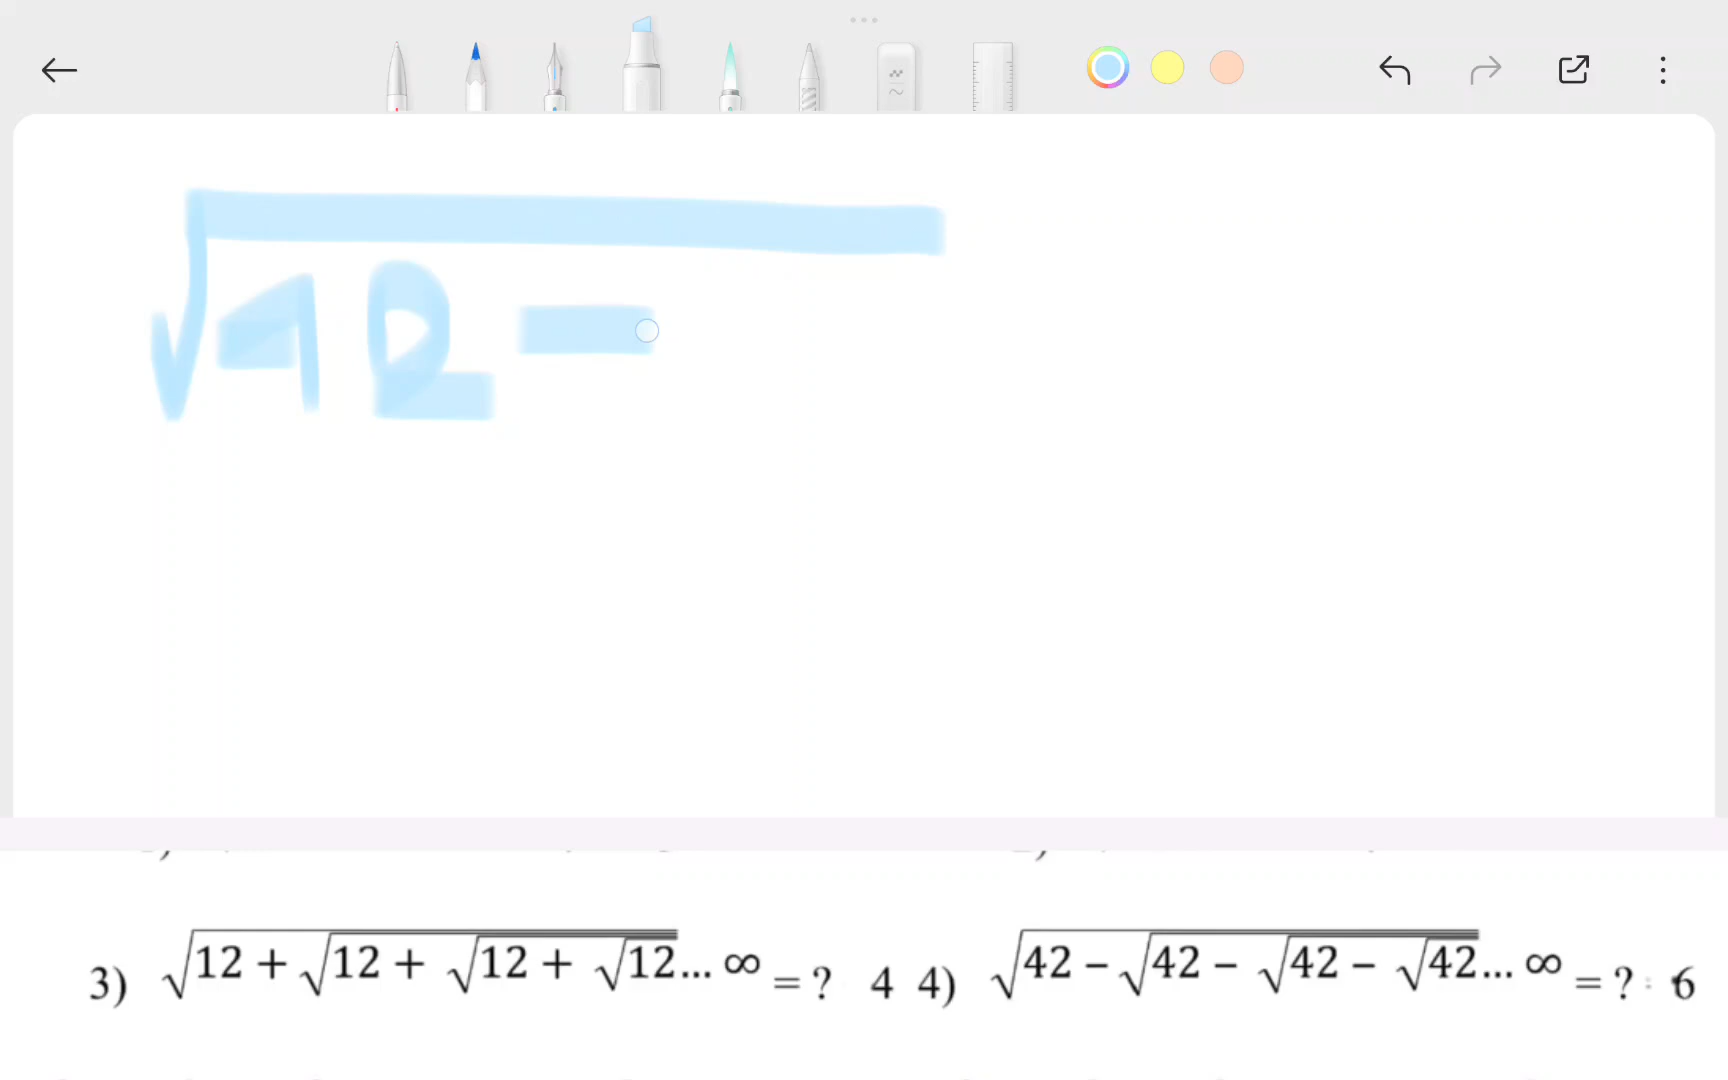 √42 −
3) √12 + √12 + √12 + √12... ∞ = ? 4 4) √42 − √42 − √42 − √42... ∞ = ? : 6